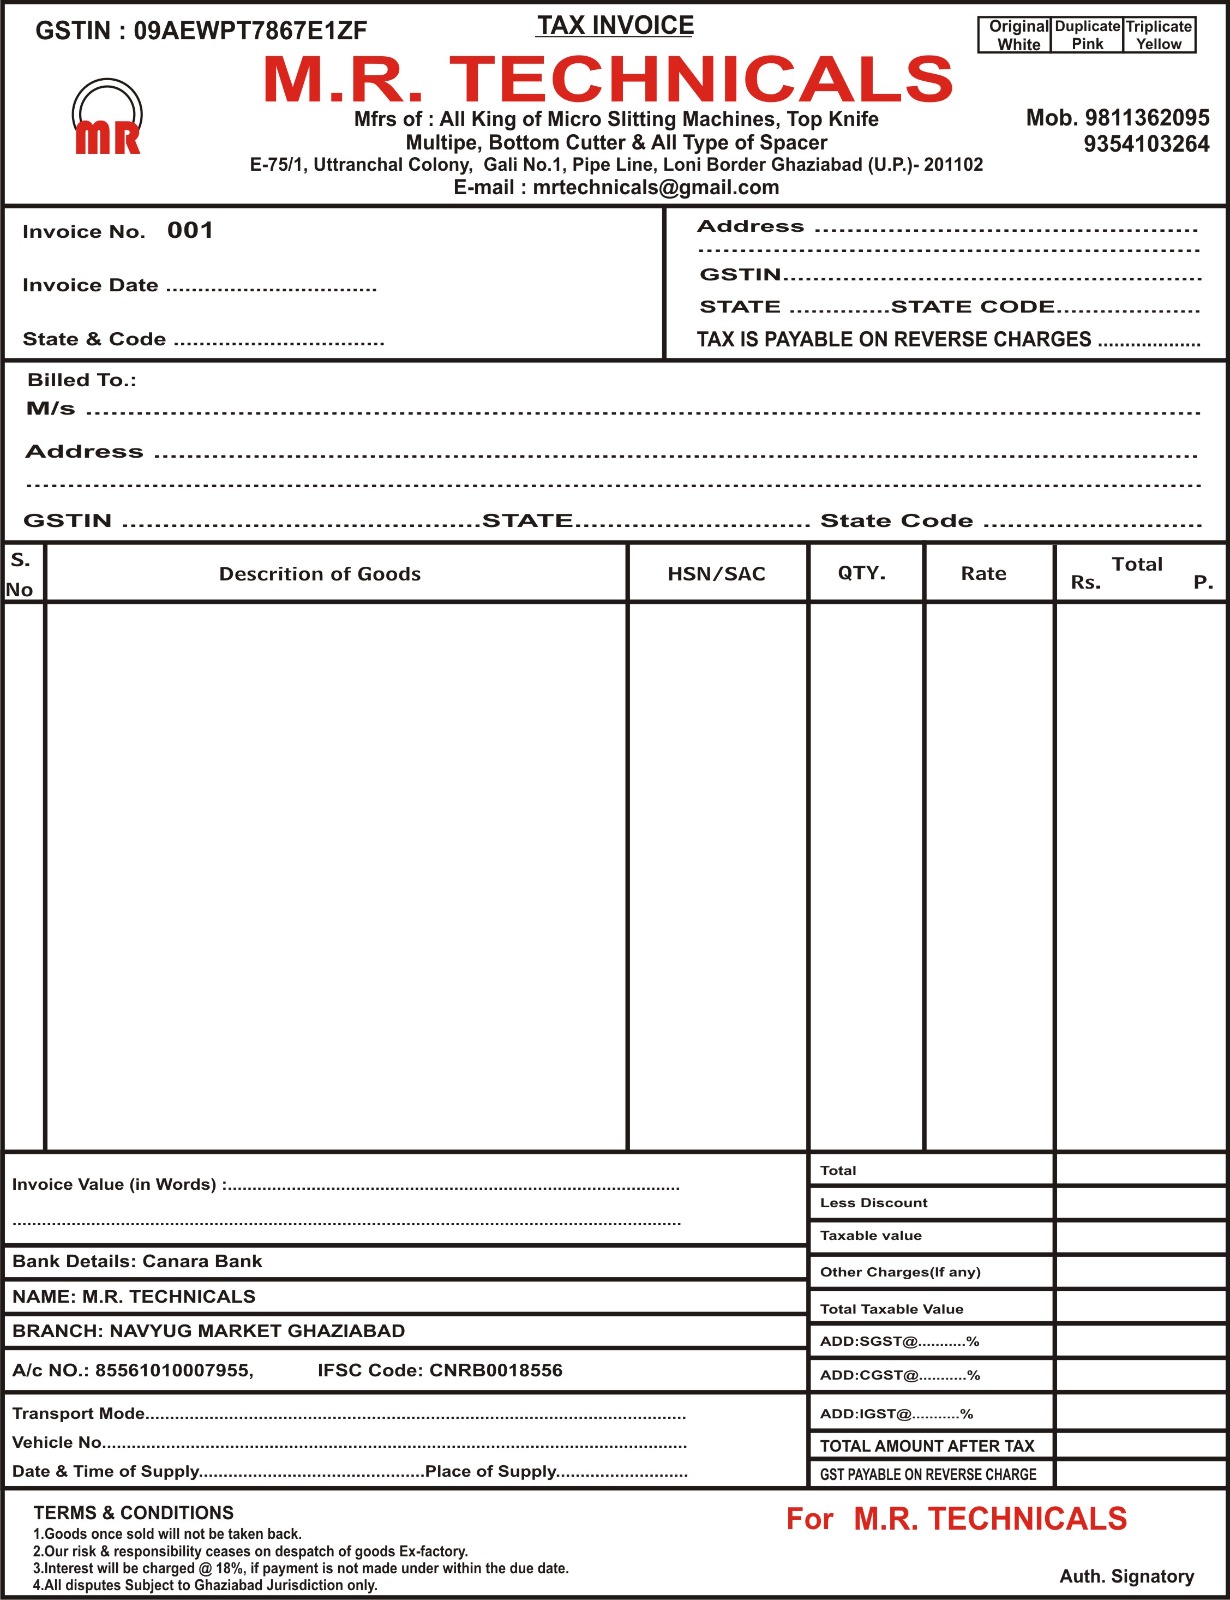 GSTIN : 09AEWPT7867E1ZF
TAX INVOICE
Original White
Duplicate Pink
Triplicate Yellow
M.R. TECHNICALS
MR
Mfrs of : All King of Micro Slitting Machines, Top Knife
Multipe, Bottom Cutter & All Type of Spacer
E-75/1, Uttranchal Colony, Gali No.1, Pipe Line, Loni Border Ghaziabad (U.P.)- 201102
E-mail : mrtechnicals@gmail.com
Mob. 9811362095
9354103264
Invoice No. 001
Invoice Date .................................
State & Code .................................
Address ................................................
................................................
GSTIN................................................
STATE .............STATE CODE...................
TAX IS PAYABLE ON REVERSE CHARGES ...................
Billed To.:
M/s ................................................
Address ................................................
................................................
GSTIN ................................................STATE............................. State Code ...........................
S. No
Descrition of Goods
HSN/SAC
QTY.
Rate
Total
Rs. P.
Invoice Value (in Words) :................................................
................................................
Bank Details: Canara Bank
NAME: M.R. TECHNICALS
BRANCH: NAVYUG MARKET GHAZIABAD
A/c NO.: 85561010007955, IFSC Code: CNRB0018556
Transport Mode................................................
Vehicle No................................................
Date & Time of Supply................................................Place of Supply...........................
Total
Less Discount
Taxable value
Other Charges(If any)
Total Taxable Value
ADD:SGST@...........%
ADD:CGST@...........%
ADD:IGST@...........%
TOTAL AMOUNT AFTER TAX
GST PAYABLE ON REVERSE CHARGE
TERMS & CONDITIONS
1.Goods once sold will not be taken back.
2.Our risk & responsibility ceases on despatch of goods Ex-factory.
3.Interest will be charged @ 18%, if payment is not made under within the due date.
4.All disputes Subject to Ghaziabad Jurisdiction only.
For M.R. TECHNICALS
Auth. Signatory